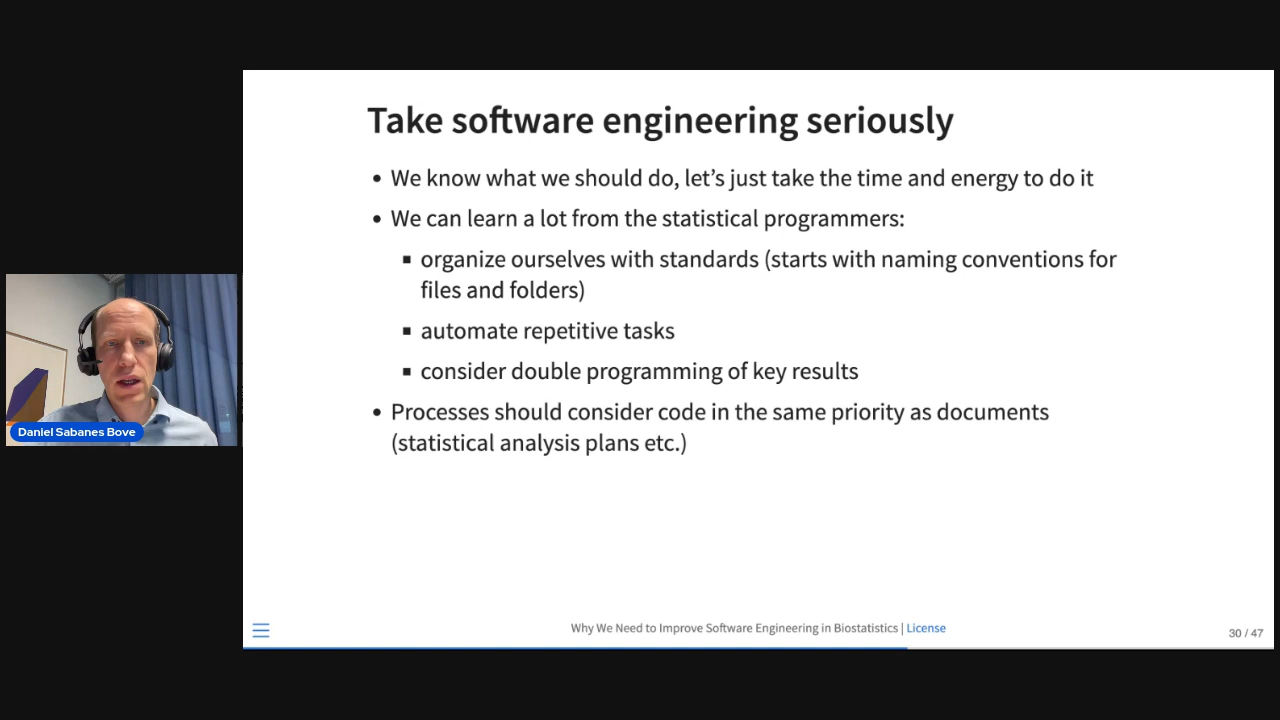 Take software engineering seriously
• We know what we should do, let’s just take the time and energy to do it
• We can learn a lot from the statistical programmers:
▪ organize ourselves with standards (starts with naming conventions for
files and folders)
▪ automate repetitive tasks
▪ consider double programming of key results
• Processes should consider code in the same priority as documents
(statistical analysis plans etc.)
Daniel Sabanes Bove
Why We Need to Improve Software Engineering in Biostatistics | License
30 / 47